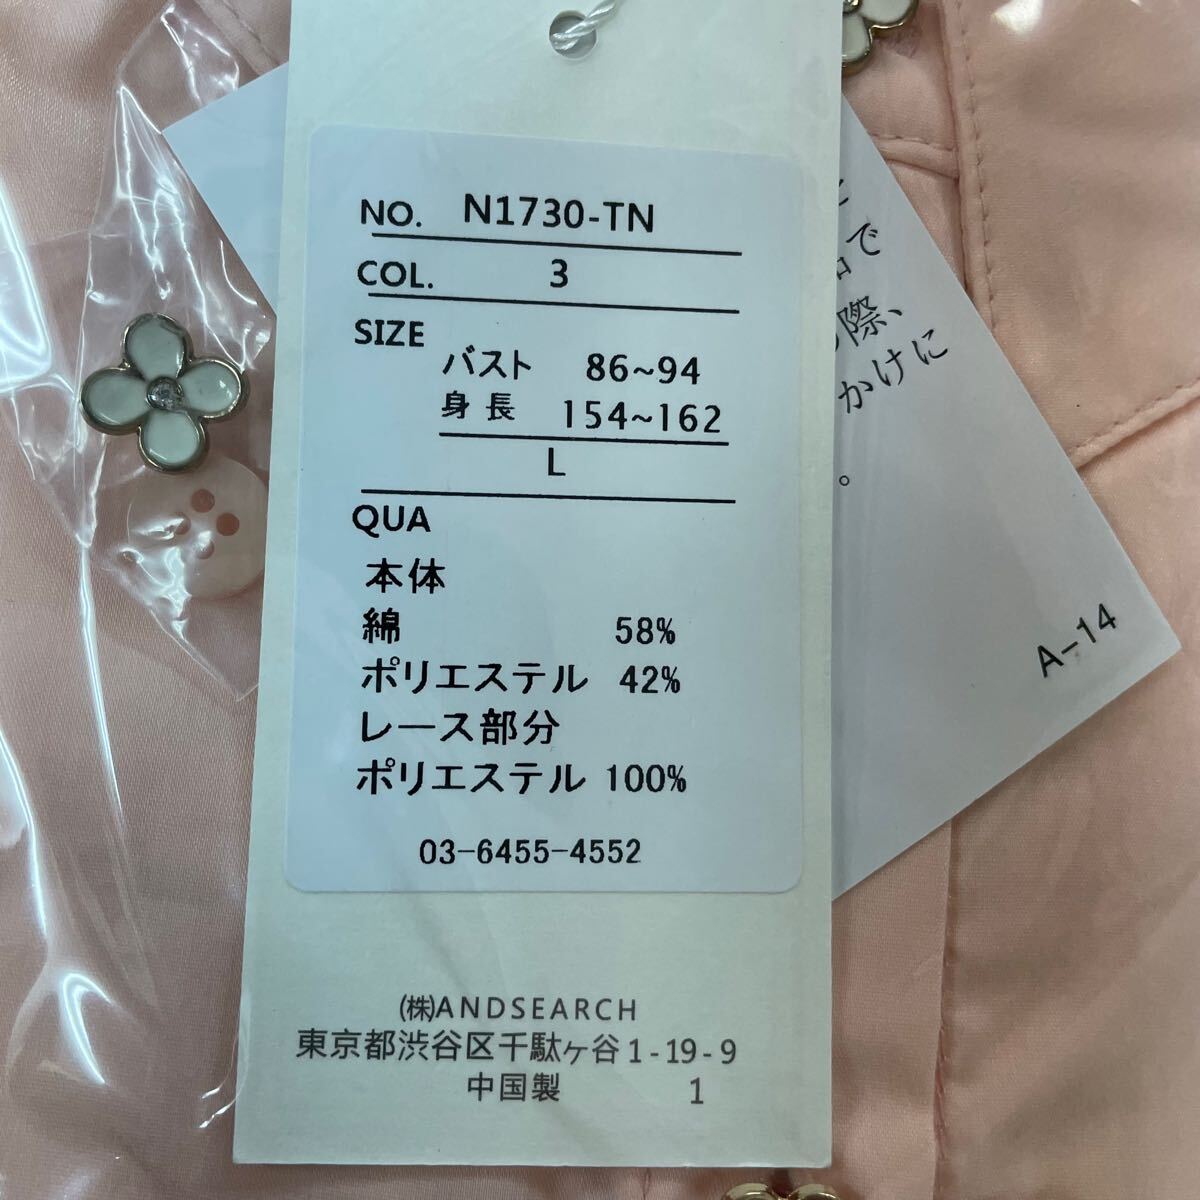 NO. N1730-TN
COL. 3
SIZE
バスト 86~94
身長 154~162
L
QUA
本体
綿 58%
ポリエステル 42%
レース部分
ポリエステル 100%
03-6455-4552
(株)ANDSEARCH
東京都渋谷区千駄ヶ谷1-19-9
中国製 1
で
際、
かけに
。
A-14